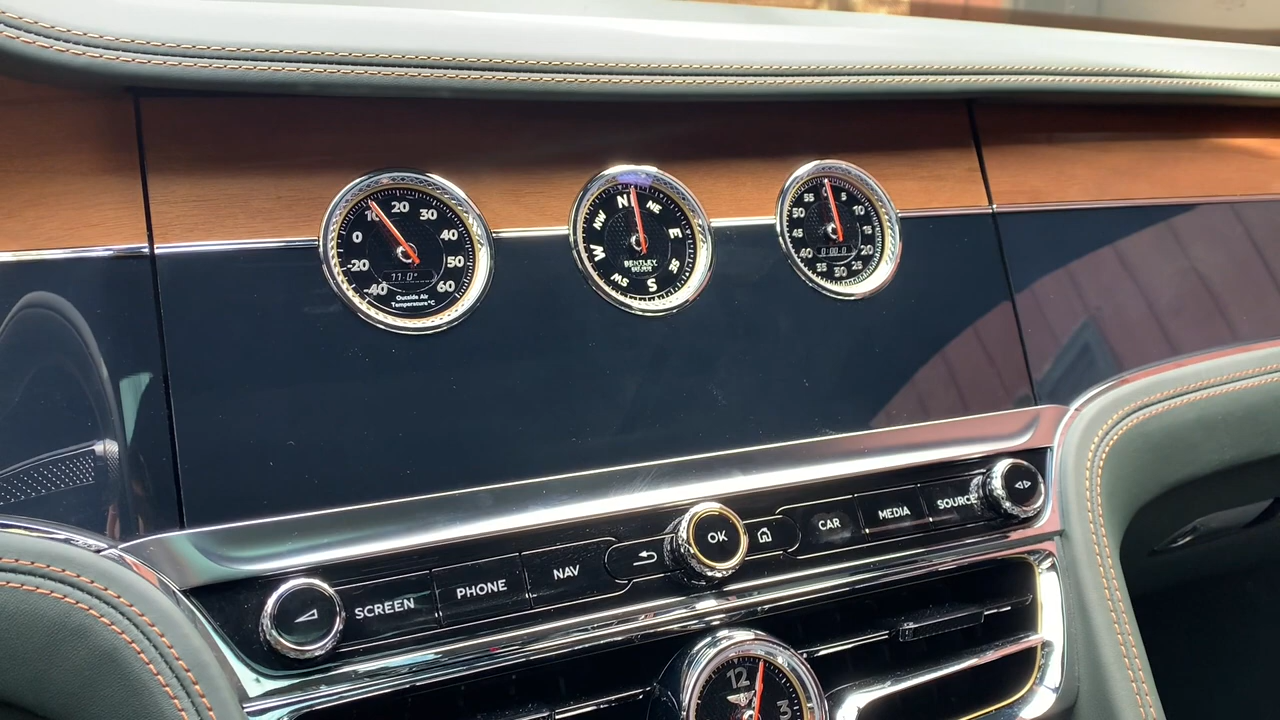 10 20 30
0 40
-20 50
-40 60
11.0°
Outside Air
Temperature°C
N NE E SE S SW W NW
BENTLEY
0 5 10 15 20 25 30 35 40 45 50 55
SCREEN
PHONE
NAV
OK
CAR
MEDIA
SOURCE
12
3